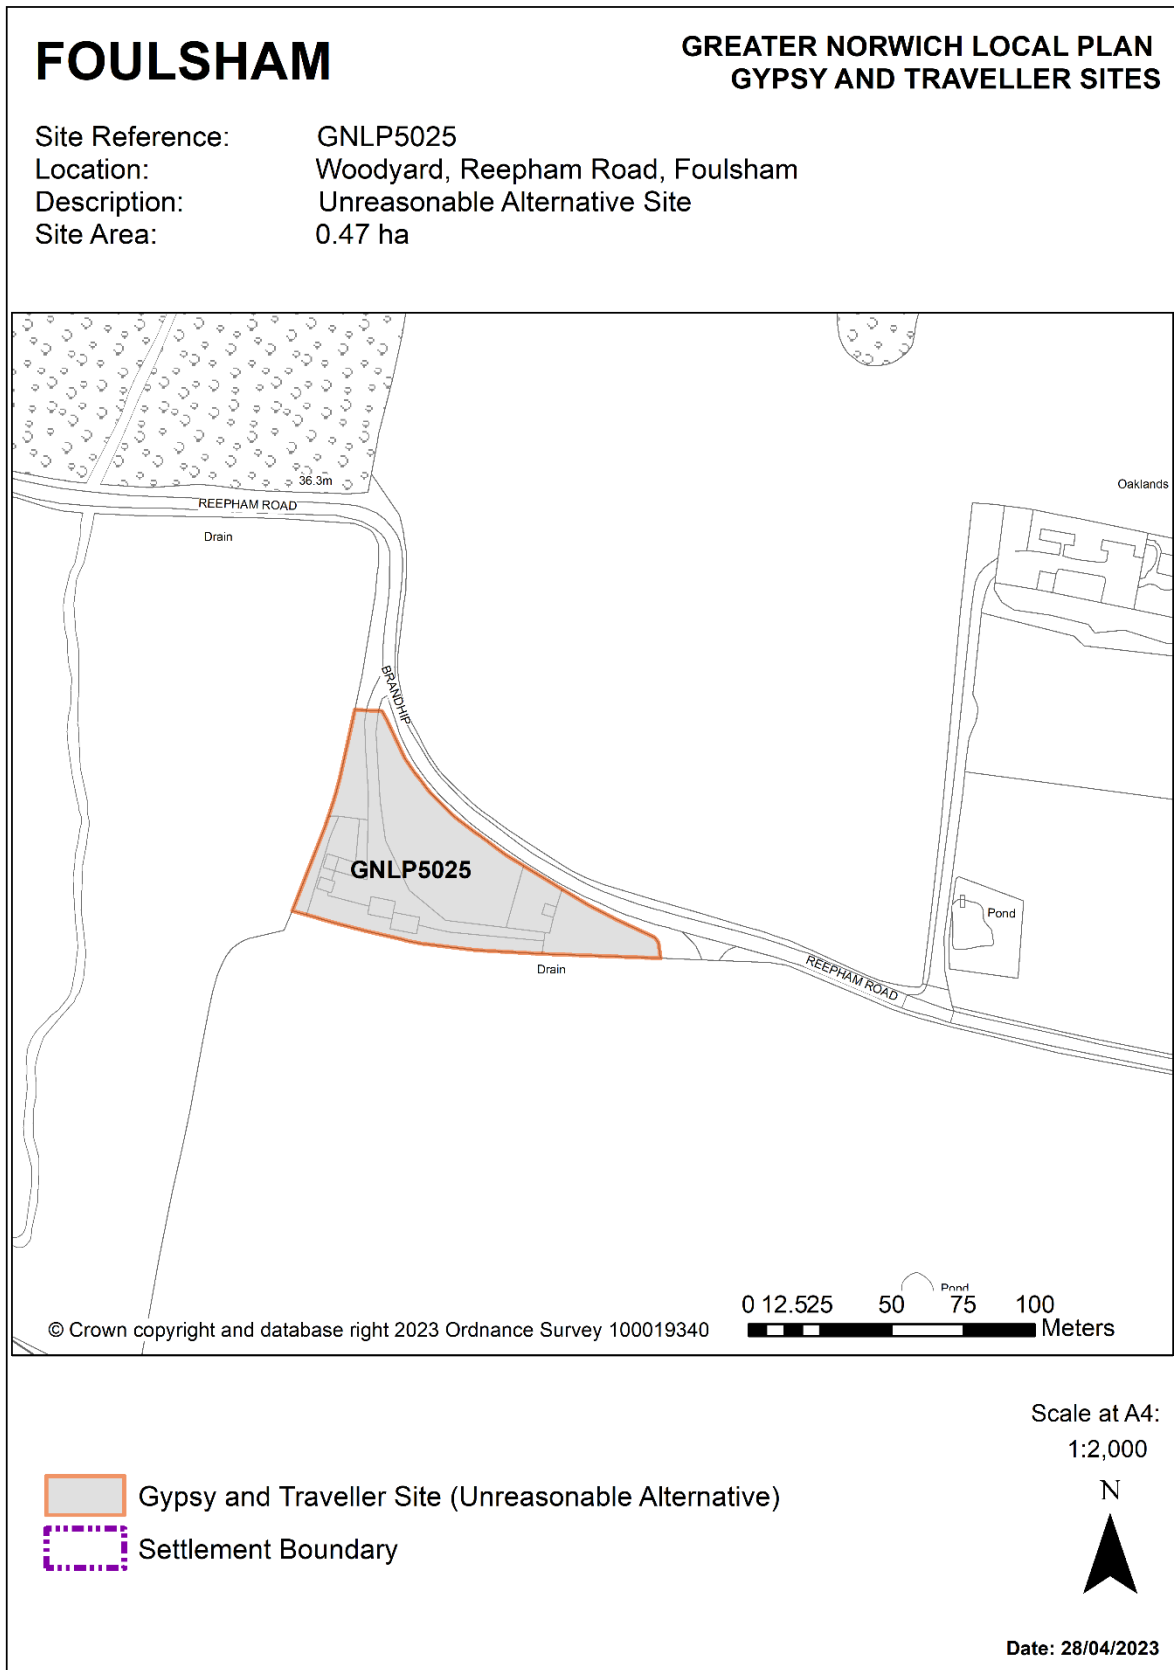 FOULSHAM
GREATER NORWICH LOCAL PLAN
GYPSY AND TRAVELLER SITES
Site Reference: GNLP5025
Location: Woodyard, Reepham Road, Foulsham
Description: Unreasonable Alternative Site
Site Area: 0.47 ha
36.3m
Oaklands
REEPHAM ROAD
Drain
BRANDHIP
GNLP5025
Pond
Drain
REEPHAM ROAD
Pond
0 12.525 50 75 100
Meters
© Crown copyright and database right 2023 Ordnance Survey 100019340
Scale at A4:
1:2,000
N
Gypsy and Traveller Site (Unreasonable Alternative)
Settlement Boundary
Date: 28/04/2023